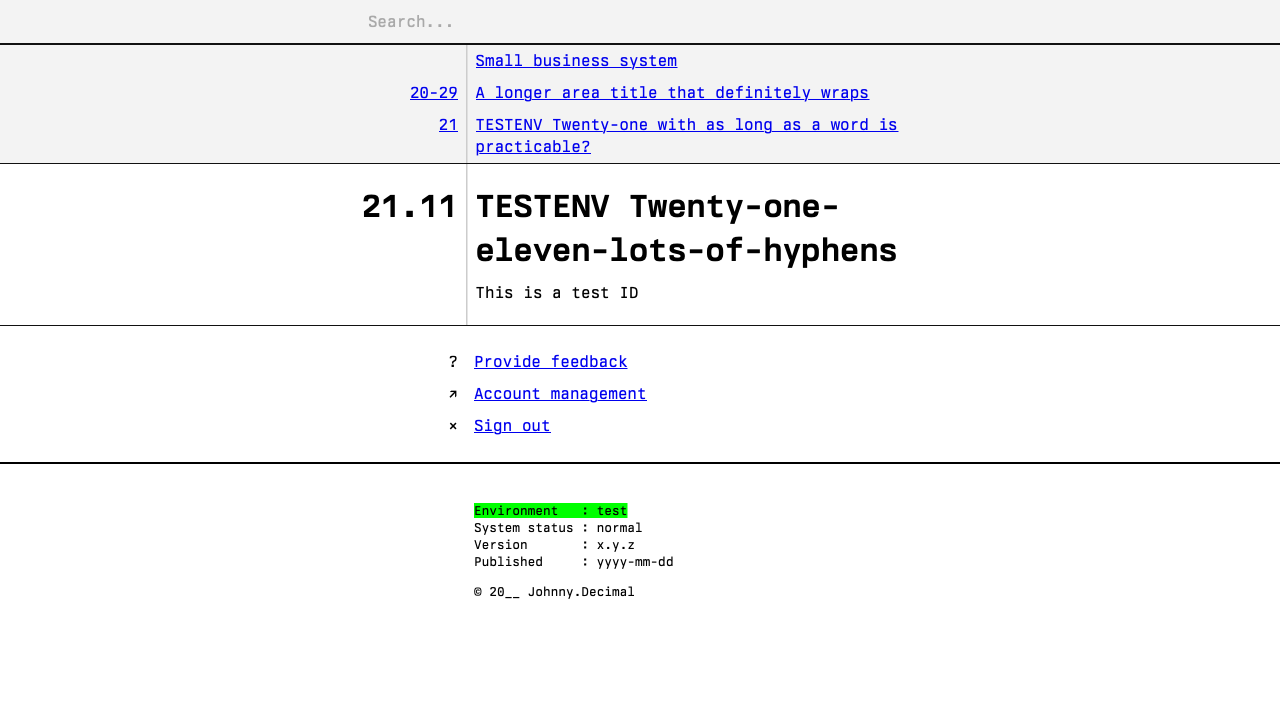 Search...
Small business system
20-29 A longer area title that definitely wraps
21 TESTENV Twenty-one with as long as a word is
practicable?
21.11 TESTENV Twenty-one-
eleven-lots-of-hyphens
This is a test ID
? Provide feedback
↗ Account management
× Sign out
Environment   : test
System status : normal
Version       : x.y.z
Published     : yyyy-mm-dd
© 20__ Johnny.Decimal